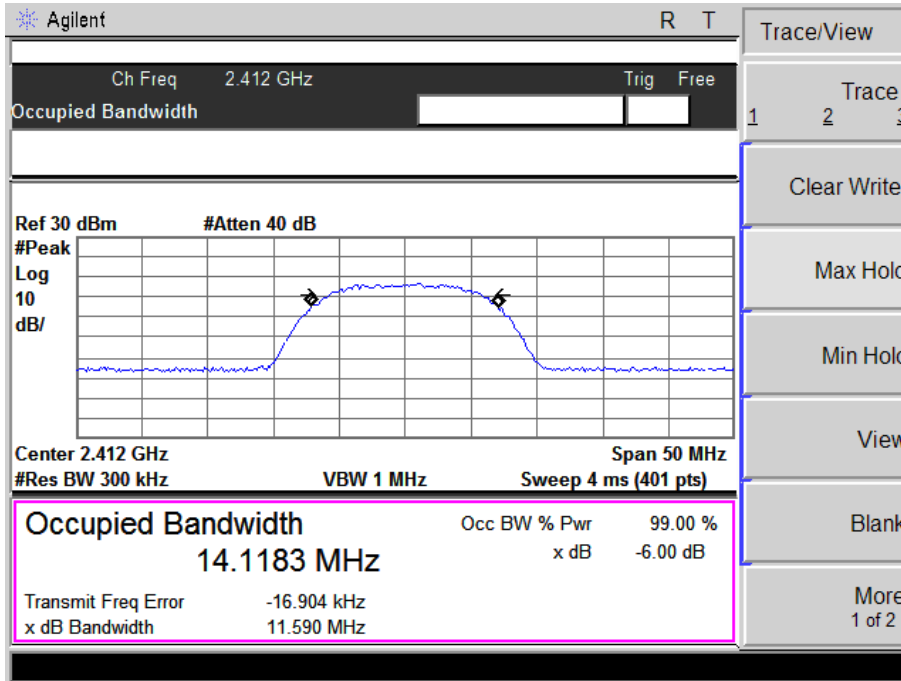 Agilent R T
Trace/View
Ch Freq 2.412 GHz Trig Free
Occupied Bandwidth
Trace
1 2
Clear Write
Max Hold
Min Hold
View
Blank
More
1 of 2
Ref 30 dBm #Atten 40 dB
#Peak
Log
10
dB/
Center 2.412 GHz Span 50 MHz
#Res BW 300 kHz VBW 1 MHz Sweep 4 ms (401 pts)
Occupied Bandwidth Occ BW % Pwr 99.00 %
14.1183 MHz x dB -6.00 dB
Transmit Freq Error -16.904 kHz
x dB Bandwidth 11.590 MHz